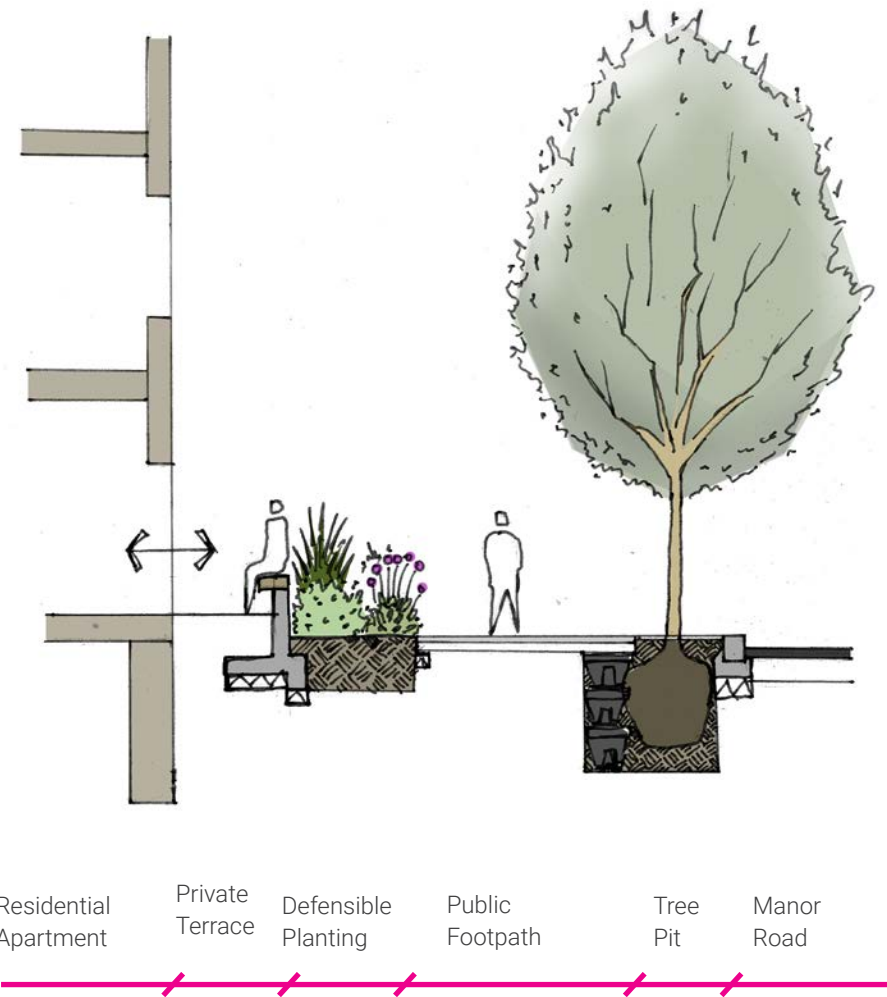 Residential
Apartment
Private
Terrace
Defensible
Planting
Public
Footpath
Tree
Pit
Manor
Road